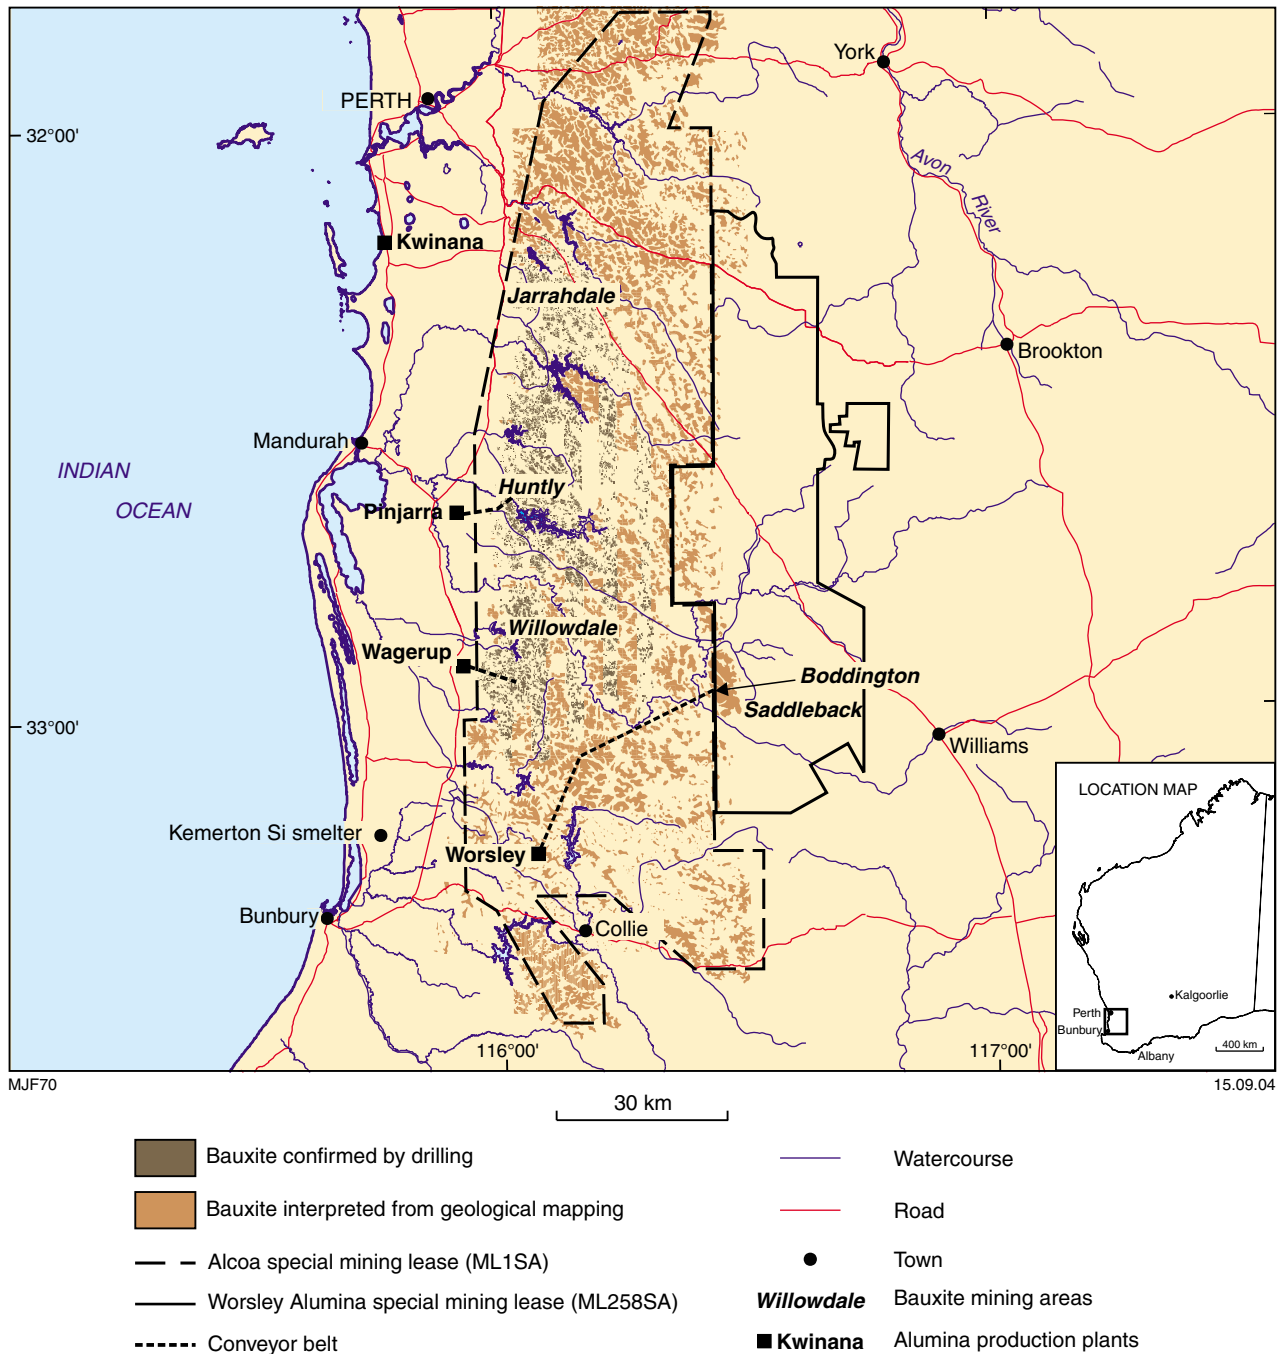 York
PERTH
32°00'
Avon
River
Kwinana
Jarrahdale
Brookton
Mandurah
INDIAN
OCEAN
Huntly
Pinjarra
Willowdale
Wagerup
Boddington
Saddleback
33°00'
Williams
Kemerton Si smelter
Worsley
Bunbury
Collie
116°00'
117°00'
LOCATION MAP
Kalgoorlie
Perth
Bunbury
Albany
400 km
MJF70
15.09.04
30 km
Bauxite confirmed by drilling
Bauxite interpreted from geological mapping
Alcoa special mining lease (ML1SA)
Worsley Alumina special mining lease (ML258SA)
Conveyor belt
Watercourse
Road
Town
Willowdale Bauxite mining areas
Kwinana Alumina production plants